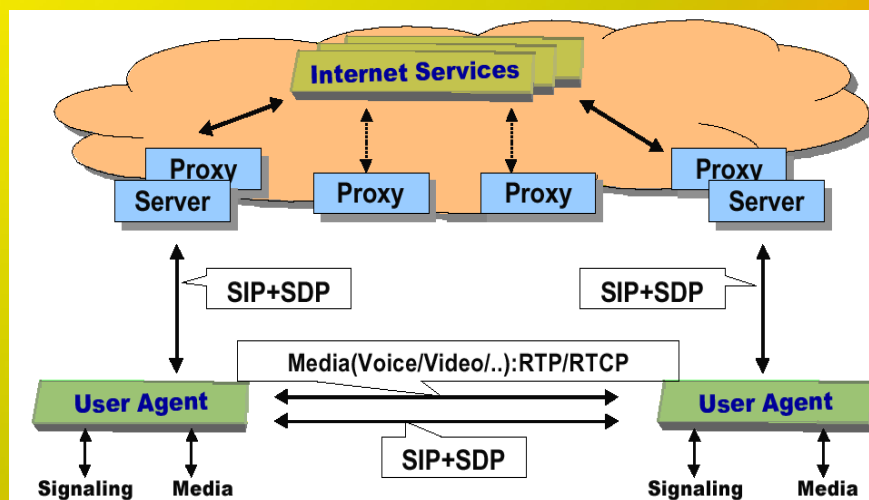 Internet Services
Proxy
Server
Proxy
Proxy
Proxy
Server
SIP+SDP
SIP+SDP
Media(Voice/Video/..):RTP/RTCP
User Agent
User Agent
SIP+SDP
Signaling
Media
Signaling
Media